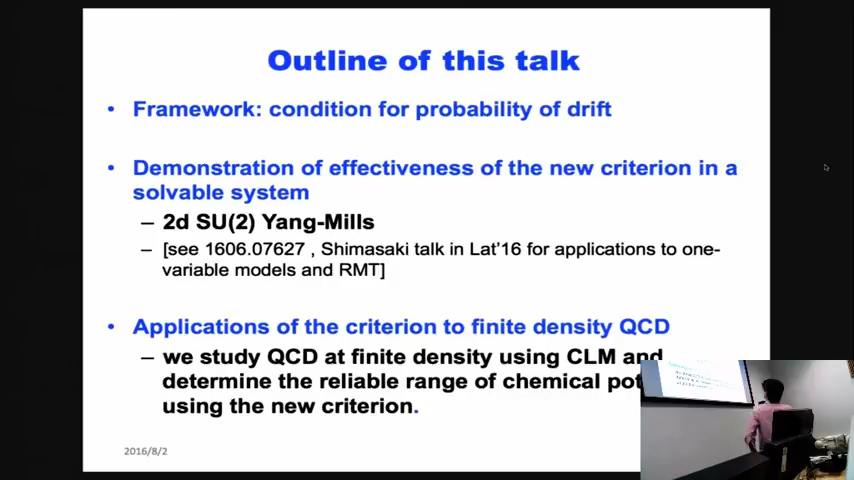 Outline of this talk
• Framework: condition for probability of drift
• Demonstration of effectiveness of the new criterion in a
solvable system
– 2d SU(2) Yang-Mills
– [see 1606.07627 , Shimasaki talk in Lat'16 for applications to one-
variable models and RMT]
• Applications of the criterion to finite density QCD
– we study QCD at finite density using CLM and
determine the reliable range of chemical pot
using the new criterion.
2016/8/2